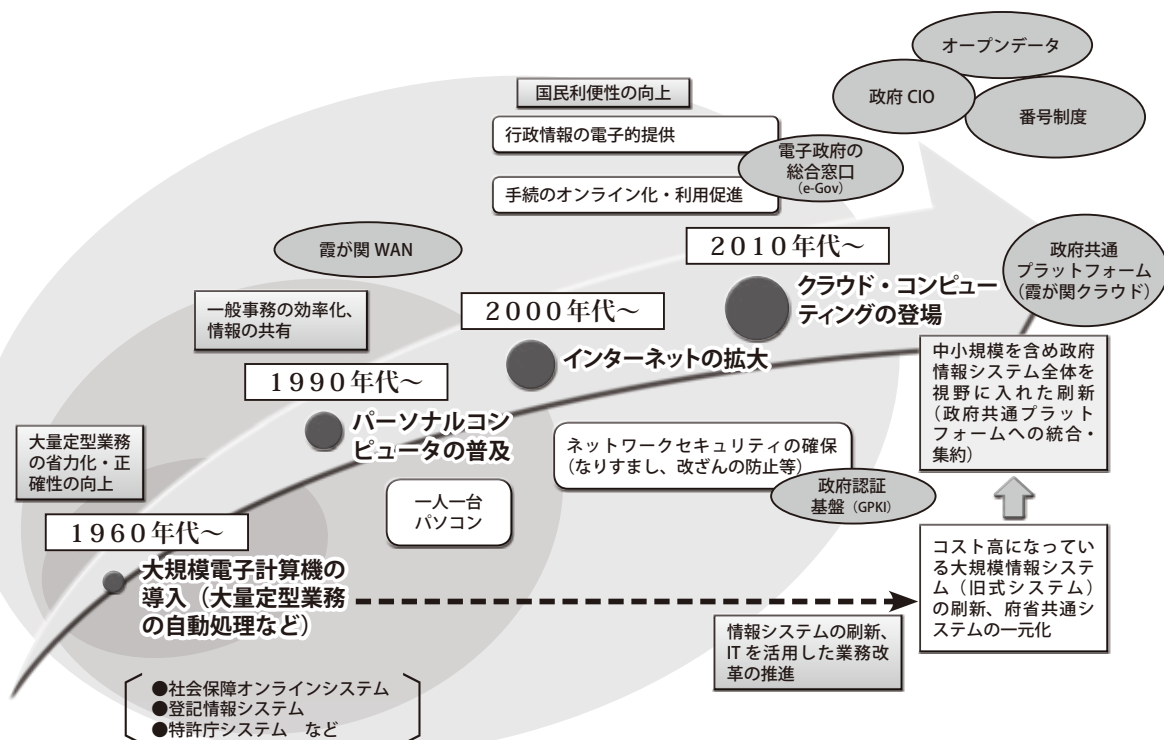 オープンデータ
政府 CIO
番号制度
国民利便性の向上
行政情報の電子的提供
電子政府の
総合窓口
(e-Gov)
手続のオンライン化・利用促進
霞が関 WAN
2010年代～
クラウド・コンピュー
ティングの登場
政府共通
プラットフォーム
(霞が関クラウド)
一般事務の効率化、
情報の共有
2000年代～
インターネットの拡大
中小規模を含め政府
情報システム全体を
視野に入れた刷新
(政府共通プラット
フォームへの統合・
集約)
1990年代～
パーソナルコン
ピュータの普及
大量定型業務
の省力化・正
確性の向上
ネットワークセキュリティの確保
(なりすまし、改ざんの防止等)
政府認証
基盤 (GPKI)
一人一台
パソコン
1960年代～
大規模電子計算機の
導入（大量定型業務
の自動処理など）
コスト高になってい
る大規模情報システ
ム（旧式システム）
の刷新、府省共通シ
ステムの一元化
情報システムの刷新、
IT を活用した業務改
革の推進
●社会保障オンラインシステム
●登記情報システム
●特許庁システム　など